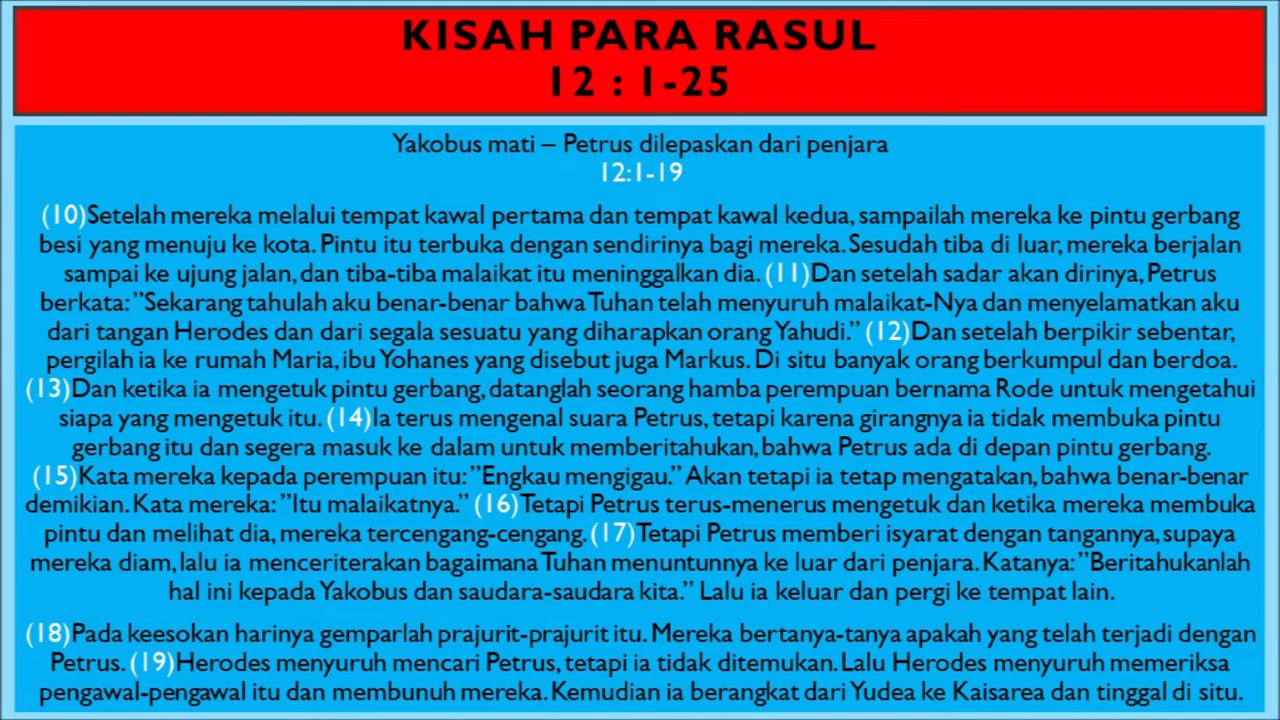 KISAH PARA RASUL
12 : 1-25
Yakobus mati – Petrus dilepaskan dari penjara
12:1-19
(10)Setelah mereka melalui tempat kawal pertama dan tempat kawal kedua, sampailah mereka ke pintu gerbang
besi yang menuju ke kota. Pintu itu terbuka dengan sendirinya bagi mereka. Sesudah tiba di luar, mereka berjalan
sampai ke ujung jalan, dan tiba-tiba malaikat itu meninggalkan dia. (11)Dan setelah sadar akan dirinya, Petrus
berkata: ”Sekarang tahulah aku benar-benar bahwa Tuhan telah menyuruh malaikat-Nya dan menyelamatkan aku
dari tangan Herodes dan dari segala sesuatu yang diharapkan orang Yahudi.” (12)Dan setelah berpikir sebentar,
pergilah ia ke rumah Maria, ibu Yohanes yang disebut juga Markus. Di situ banyak orang berkumpul dan berdoa.
(13)Dan ketika ia mengetuk pintu gerbang, datanglah seorang hamba perempuan bernama Rode untuk mengetahui
siapa yang mengetuk itu. (14)Ia terus mengenal suara Petrus, tetapi karena girangnya ia tidak membuka pintu
gerbang itu dan segera masuk ke dalam untuk memberitahukan, bahwa Petrus ada di depan pintu gerbang.
(15)Kata mereka kepada perempuan itu: ”Engkau mengigau.” Akan tetapi ia tetap mengatakan, bahwa benar-benar
demikian. Kata mereka: ”Itu malaikatnya.” (16)Tetapi Petrus terus-menerus mengetuk dan ketika mereka membuka
pintu dan melihat dia, mereka tercengang-cengang. (17)Tetapi Petrus memberi isyarat dengan tangannya, supaya
mereka diam, lalu ia menceriterakan bagaimana Tuhan menuntunnya ke luar dari penjara. Katanya: ”Beritahukanlah
hal ini kepada Yakobus dan saudara-saudara kita.” Lalu ia keluar dan pergi ke tempat lain.
(18)Pada keesokan harinya gemparlah prajurit-prajurit itu. Mereka bertanya-tanya apakah yang telah terjadi dengan
Petrus. (19)Herodes menyuruh mencari Petrus, tetapi ia tidak ditemukan. Lalu Herodes menyuruh memeriksa
pengawal-pengawal itu dan membunuh mereka. Kemudian ia berangkat dari Yudea ke Kaisarea dan tinggal di situ.